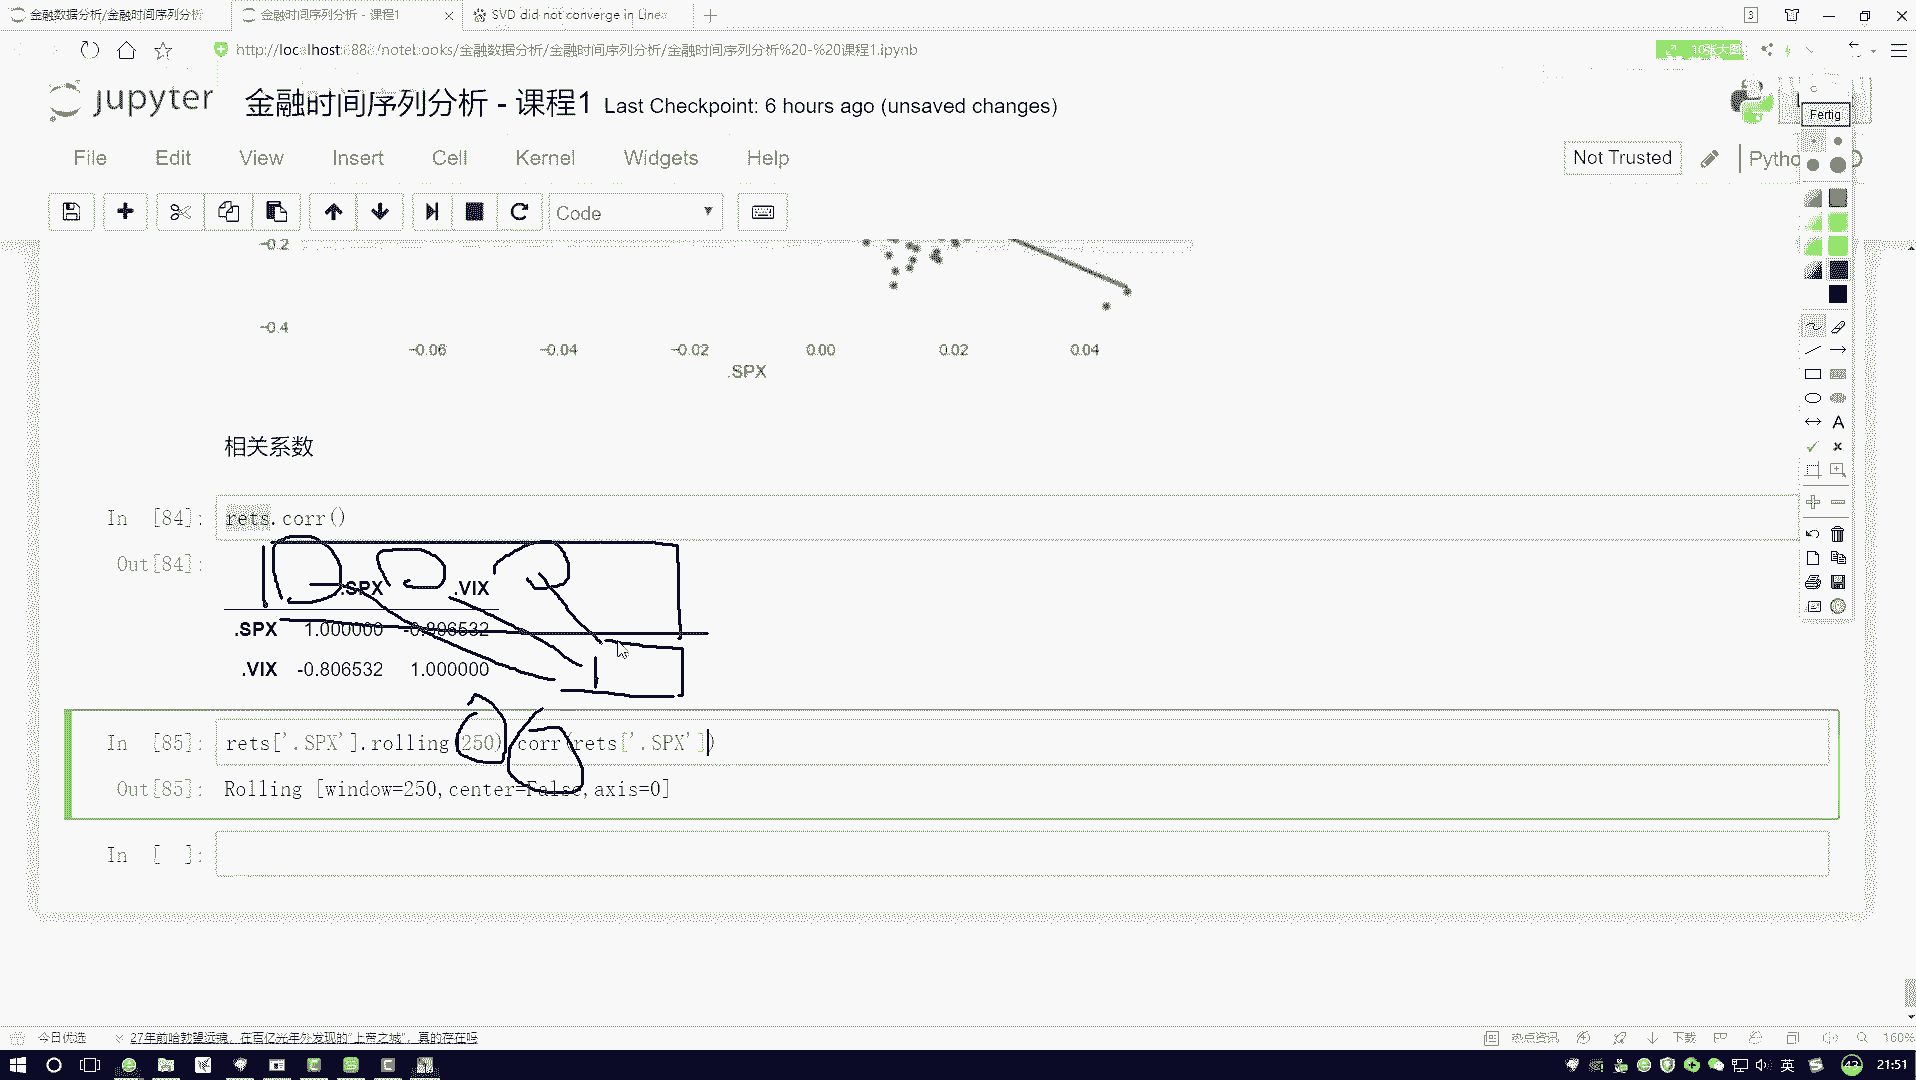 金融数据分析/金融时间序列分析
金融时间序列分析 - 课程1
SVD did not converge in Line
3
http://localhost:888/notebooks/金融数据分析/金融时间序列分析/金融时间序列分析%20-%20课程1.ipynb
10张大图
jupyter 金融时间序列分析 - 课程1 Last Checkpoint: 6 hours ago (unsaved changes)
Fertig
File Edit View Insert Cell Kernel Widgets Help
Not Trusted
Pytho
Code
-0.2
-0.4
-0.06 -0.04 -0.02 0.00 0.02 0.04
.SPX
相关系数
In [84]: rets.corr()
Out[84]:
.SPX .VIX
.SPX 1.000000 -0.806532
.VIX -0.806532 1.000000
In [85]: rets['.SPX'].rolling(250).corr(rets['.SPX'])
Out[85]: Rolling [window=250,center=False,axis=0]
In [ ]:
A
今日优选
27年前哈勃望远镜,在百亿光年外发现的"上帝之城",真的存在吗
热点资讯
下载
160%
英
43
21:51